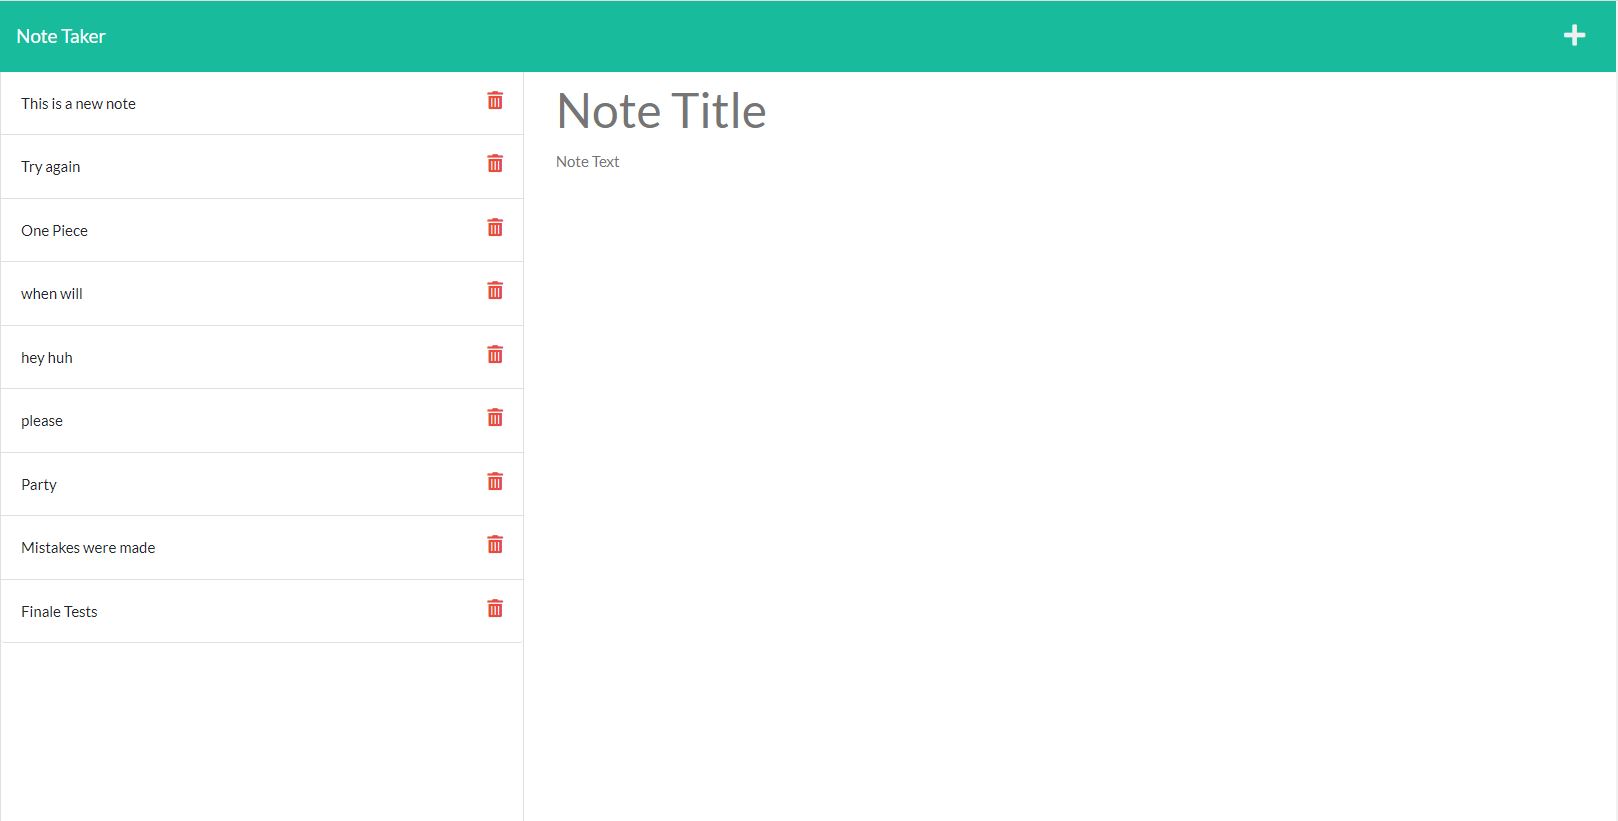 Note Taker
This is a new note
Try again
One Piece
when will
hey huh
please
Party
Mistakes were made
Finale Tests
Note Title
Note Text